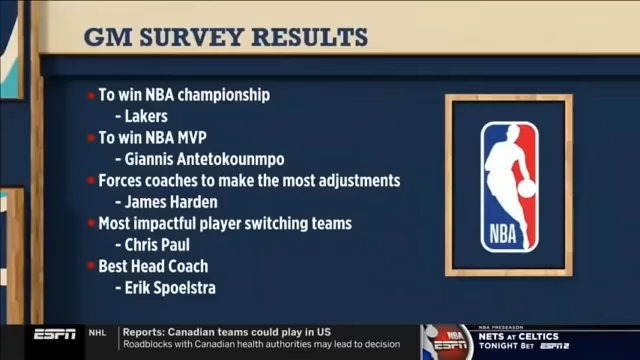 GM SURVEY RESULTS
To win NBA championship
- Lakers
To win NBA MVP
- Giannis Antetokounmpo
Forces coaches to make the most adjustments
- James Harden
Most impactful player switching teams
- Chris Paul
Best Head Coach
- Erik Spoelstra
NBA
ESPN
NHL
Reports: Canadian teams could play in US
Roadblocks with Canadian health authorities may lead to decision
NBA
ESPN
NBA PRESEASON
NETS AT CELTICS
TONIGHT 8ET ESPN2